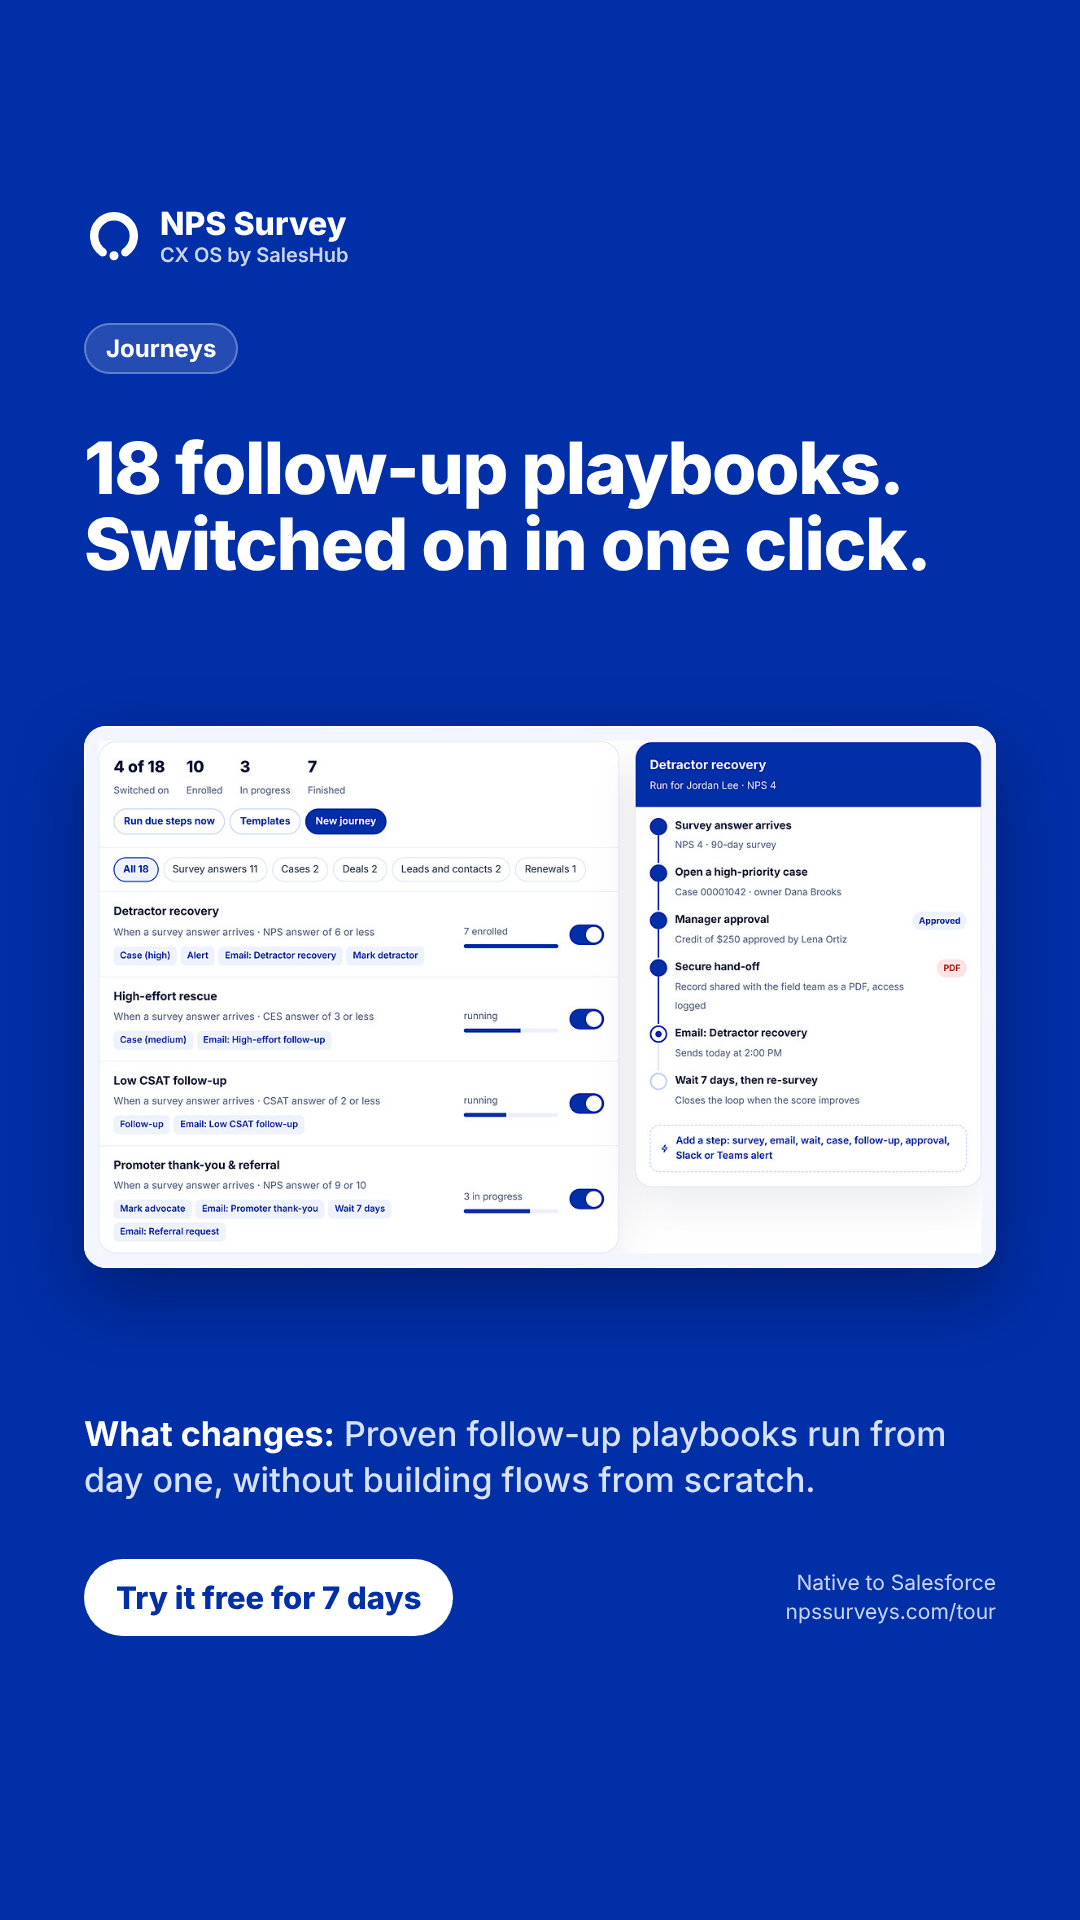 NPS Survey
CX OS by SalesHub
Journeys
18 follow-up playbooks.
Switched on in one click.
4 of 18
Switched on
10
Enrolled
3
In progress
7
Finished
Run due steps now
Templates
New journey
All 18
Survey answers 11
Cases 2
Deals 2
Leads and contacts 2
Renewals 1
Detractor recovery
When a survey answer arrives · NPS answer of 6 or less
Case (high)
Alert
Email: Detractor recovery
Mark detractor
7 enrolled
High-effort rescue
When a survey answer arrives · CES answer of 3 or less
Case (medium)
Email: High-effort follow-up
running
Low CSAT follow-up
When a survey answer arrives · CSAT answer of 2 or less
Follow-up
Email: Low CSAT follow-up
running
Promoter thank-you & referral
When a survey answer arrives · NPS answer of 9 or 10
Mark advocate
Email: Promoter thank-you
Wait 7 days
Email: Referral request
3 in progress
Detractor recovery
Run for Jordan Lee · NPS 4
Survey answer arrives
NPS 4 · 90-day survey
Open a high-priority case
Case 00001042 · owner Dana Brooks
Manager approval
Approved
Credit of $250 approved by Lena Ortiz
Secure hand-off
PDF
Record shared with the field team as a PDF, access
logged
Email: Detractor recovery
Sends today at 2:00 PM
Wait 7 days, then re-survey
Closes the loop when the score improves
Add a step: survey, email, wait, case, follow-up, approval,
Slack or Teams alert
What changes: Proven follow-up playbooks run from
day one, without building flows from scratch.
Try it free for 7 days
Native to Salesforce
npssurveys.com/tour